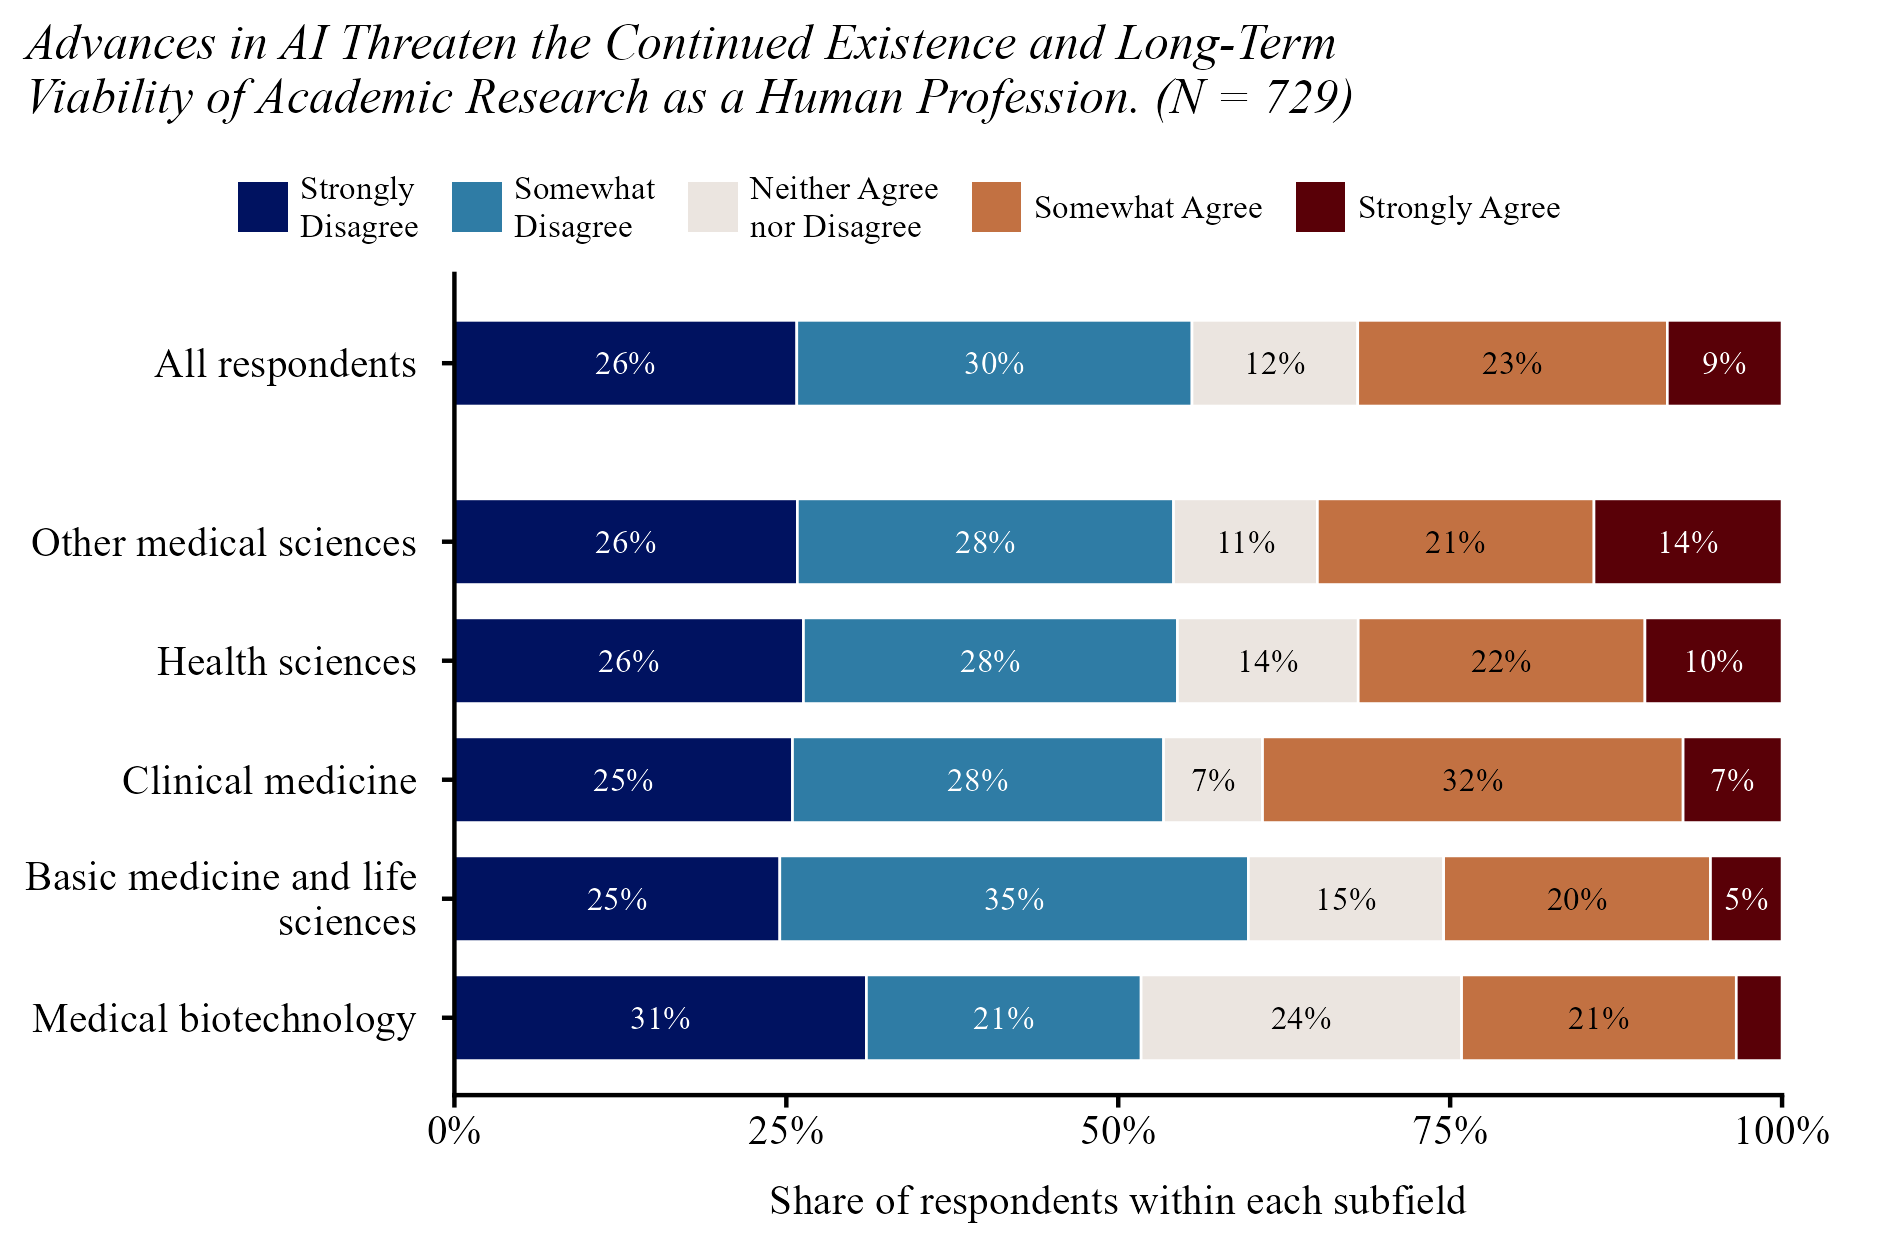 Advances in AI Threaten the Continued Existence and Long-Term
Viability of Academic Research as a Human Profession. (N = 729)
Strongly
Disagree
Somewhat
Disagree
Neither Agree
nor Disagree
Somewhat Agree
Strongly Agree
All respondents
26% 30% 12% 23% 9%
Other medical sciences
26% 28% 11% 21% 14%
Health sciences
26% 28% 14% 22% 10%
Clinical medicine
25% 28% 7% 32% 7%
Basic medicine and life
sciences
25% 35% 15% 20% 5%
Medical biotechnology
31% 21% 24% 21%
0% 25% 50% 75% 100%
Share of respondents within each subfield